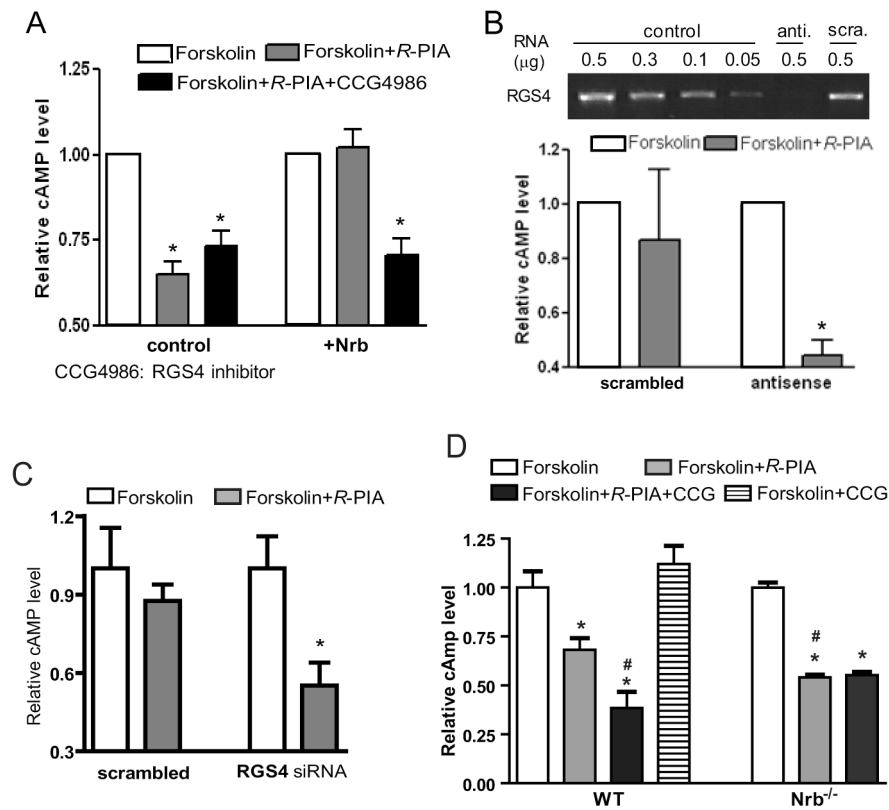 A
Forskolin
Forskolin+R-PIA
Forskolin+R-PIA+CCG4986
Relative cAMP level
1.25
1.00
0.75
0.50
*
*
*
control
+Nrb
CCG4986: RGS4 inhibitor
B
RNA
(µg)
control
anti.
scra.
0.5
0.3
0.1
0.05
0.5
0.5
RGS4
Forskolin
Forskolin+R-PIA
Relative cAMP level
1.2
1.0
0.8
0.6
0.4
*
scrambled
antisense
C
Forskolin
Forskolin+R-PIA
Relative cAMP level
1.2
0.9
0.6
0.3
*
scrambled
RGS4 siRNA
D
Forskolin
Forskolin+R-PIA
Forskolin+R-PIA+CCG
Forskolin+CCG
Relative cAmp level
1.25
1.00
0.75
0.50
0.25
0.00
*
#
*
#
*
*
WT
Nrb-/-